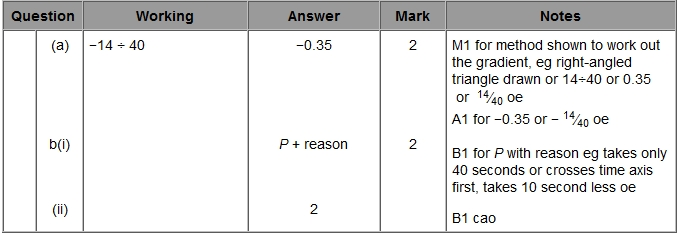 Question Working Answer Mark Notes
(a) −14 ÷ 40 −0.35 2 M1 for method shown to work out
the gradient, eg right-angled
triangle drawn or 14÷40 or 0.35
or 14⁄40 oe
A1 for −0.35 or − 14⁄40 oe
b(i) P + reason 2
B1 for P with reason eg takes only
40 seconds or crosses time axis
first, takes 10 second less oe
(ii) 2
B1 cao